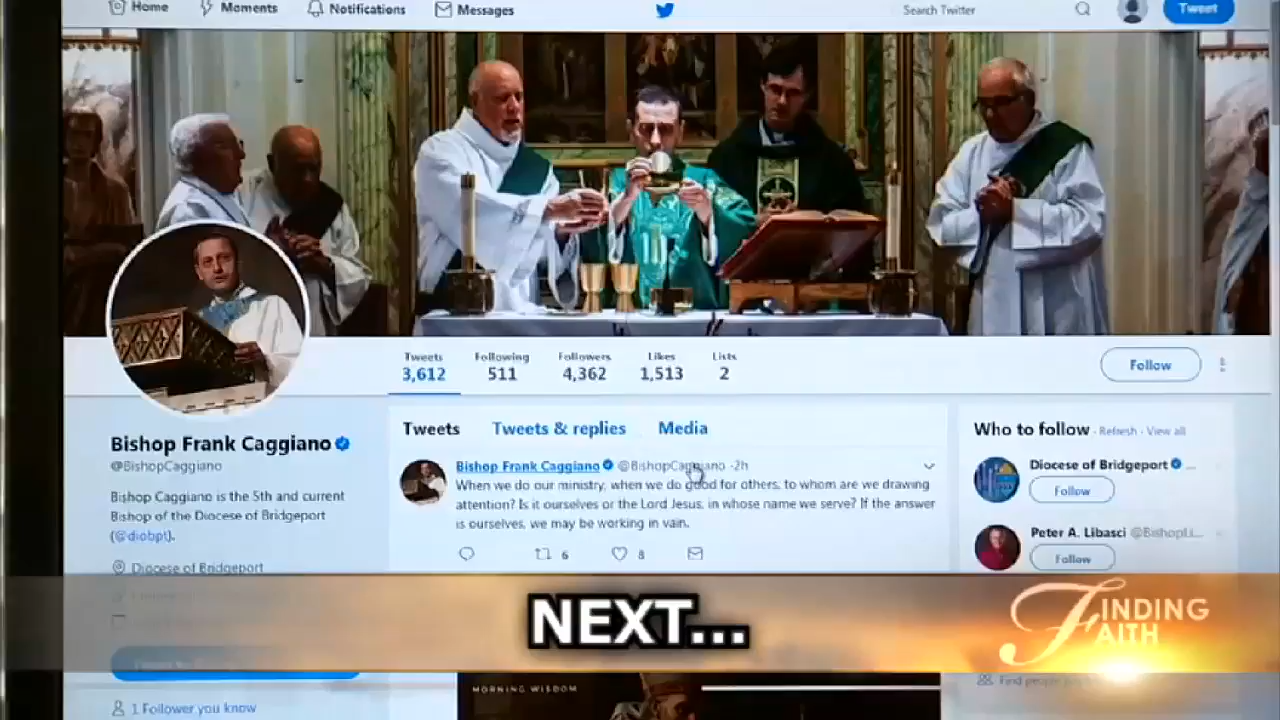 Home Moments Notifications Messages Search Twitter Tweet
Tweets Following Followers Likes Lists
3,612 511 4,362 1,513 2
Follow
Bishop Frank Caggiano
@BishopCaggiano
Bishop Caggiano is the 5th and current
Bishop of the Diocese of Bridgeport
(@diobpt).
Diocese of Bridgeport
1 Follower you know
Tweets Tweets & replies Media
Bishop Frank Caggiano @BishopCaggiano · 2h
When we do our ministry, when we do good for others, to whom are we drawing
attention? Is it ourselves or the Lord Jesus, in whose name we serve? If the answer
is ourselves, we may be working in vain.
6 8
MORNING WISDOM
Who to follow · Refresh · View all
Diocese of Bridgeport ...
Follow
Peter A. Libasci @BishopLi...
Follow
Find people
NEXT...
FINDING
FAITH